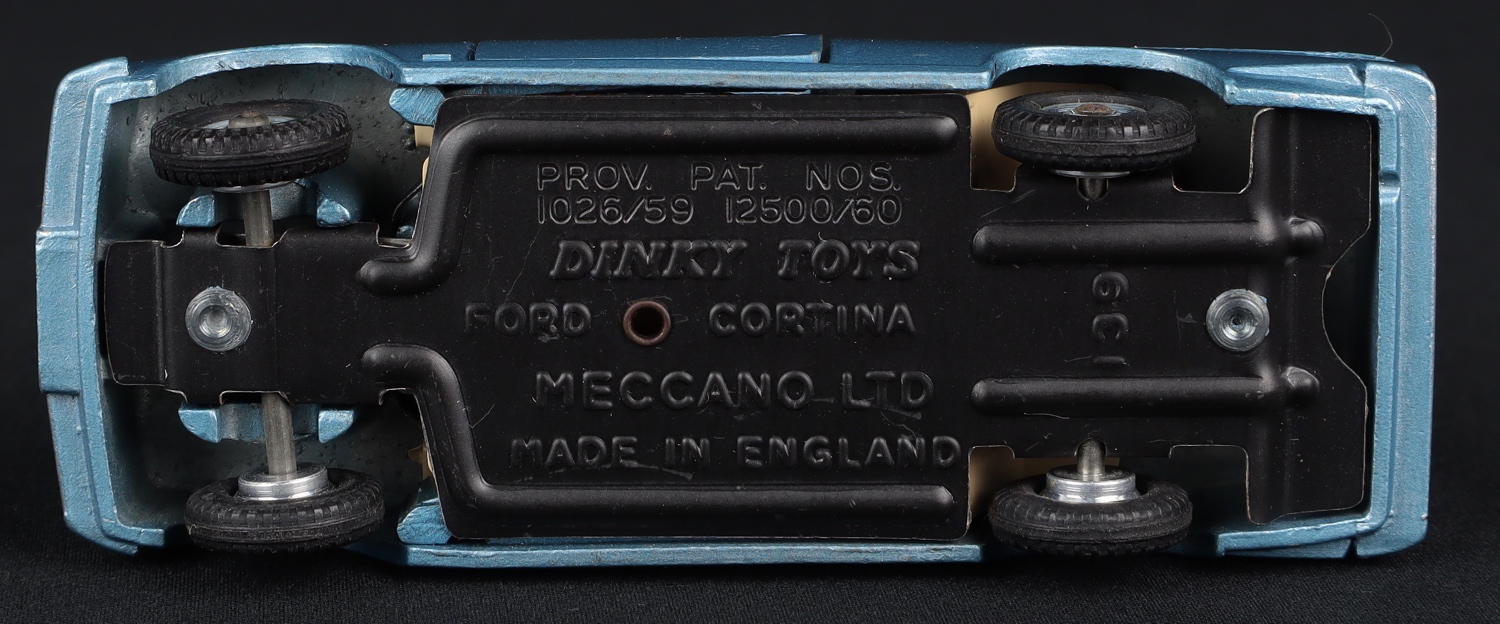 PROV. PAT. NOS.
1026/59 12500/60
DINKY TOYS
FORD CORTINA
MECCANO LTD
MADE IN ENGLAND
139